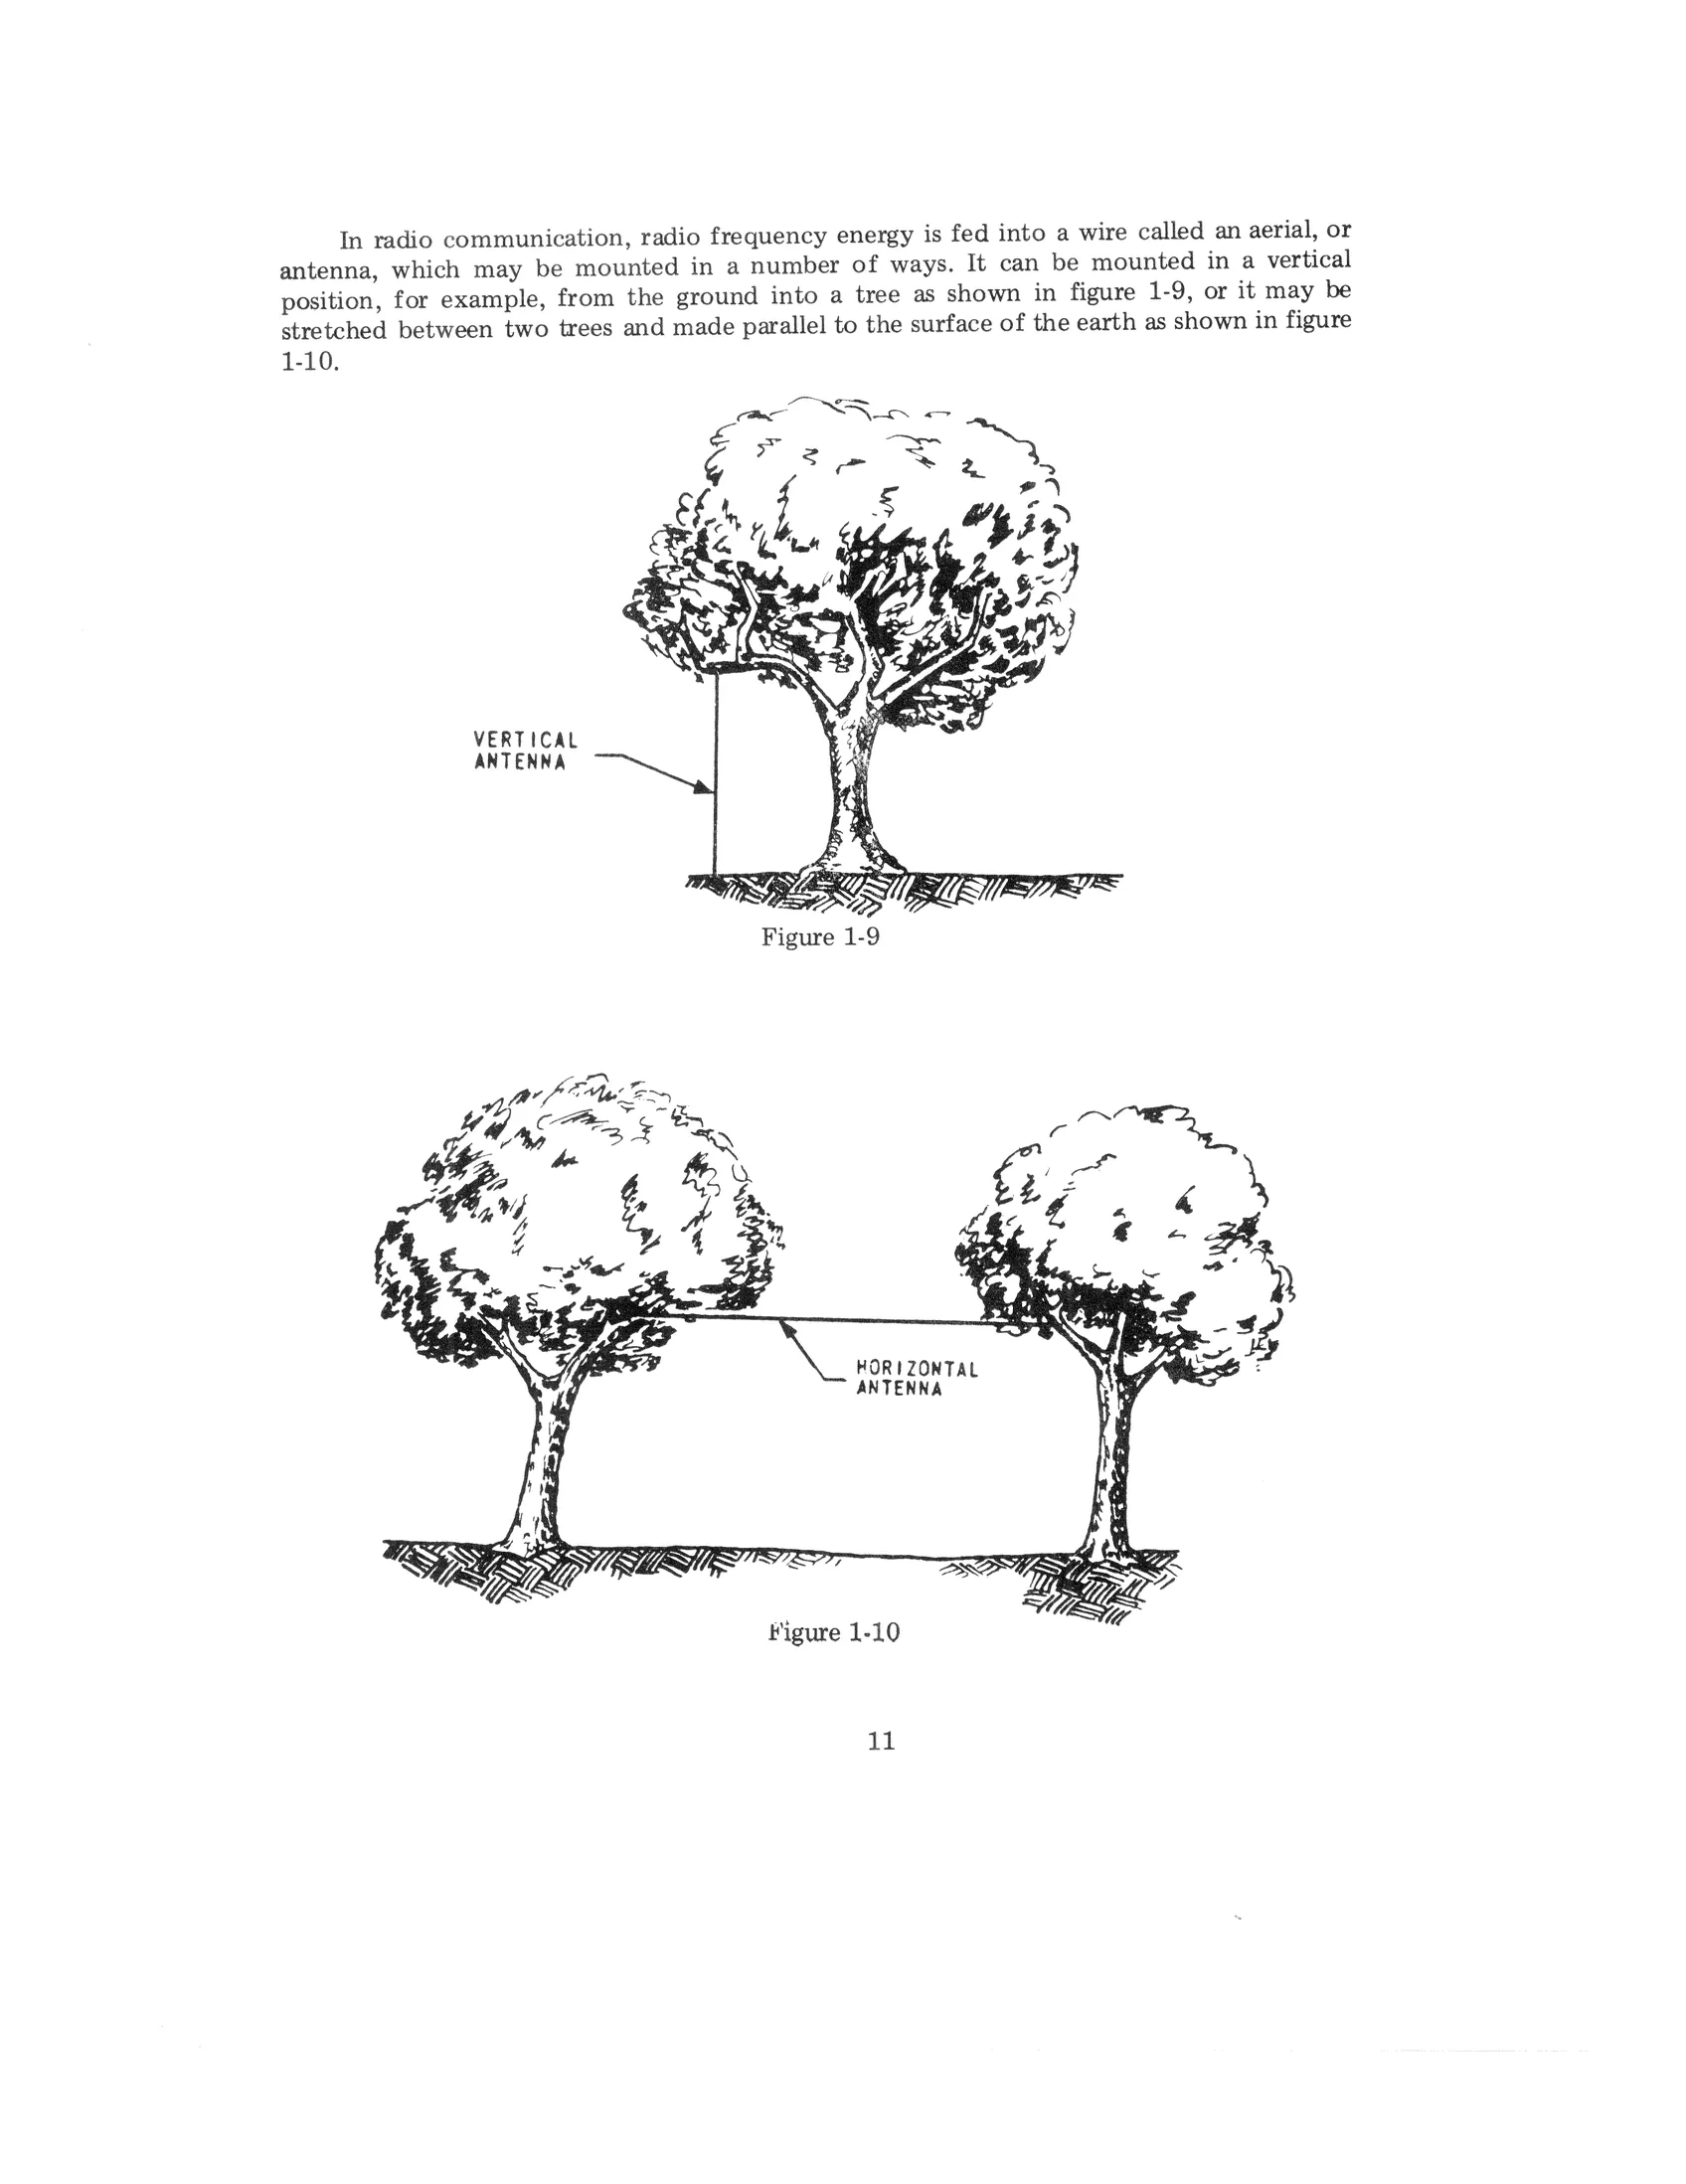 In radio communication, radio frequency energy is fed into a wire called an aerial, or
antenna, which may be mounted in a number of ways. It can be mounted in a vertical
position, for example, from the ground into a tree as shown in figure 1-9, or it may be
stretched between two trees and made parallel to the surface of the earth as shown in figure
1-10.
VERTICAL
ANTENNA
Figure 1-9
HORIZONTAL
ANTENNA
Figure 1-10
11